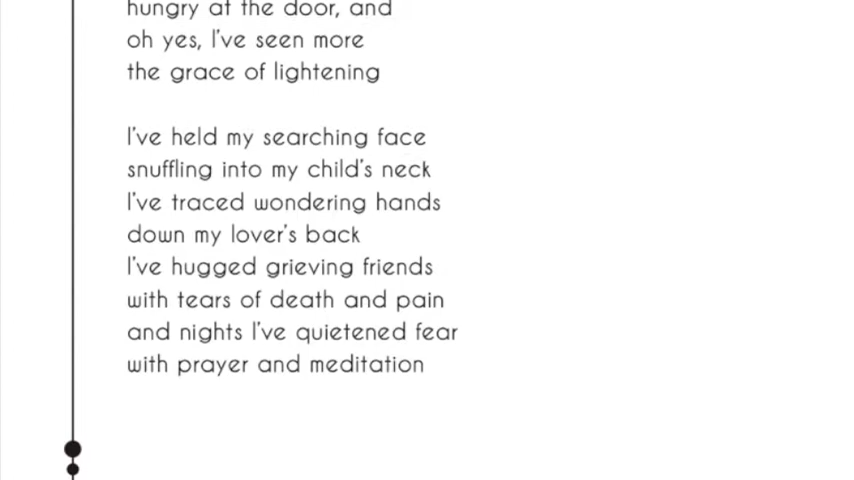 hungry at the door, and
oh yes, I've seen more
the grace of lightening
I've held my searching face
snuffling into my child's neck
I've traced wondering hands
down my lover's back
I've hugged grieving friends
with tears of death and pain
and nights I've quietened fear
with prayer and meditation